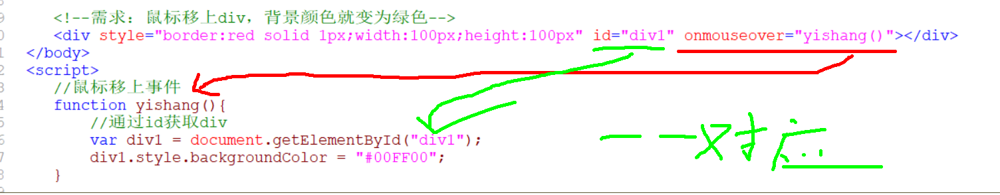 <!--需求：鼠标移上div，背景颜色就变为绿色-->
<div style="border:red solid 1px;width:100px;height:100px" id="div1" onmouseover="yishang()"></div>
</body>
<script>
//鼠标移上事件
function yishang(){
//通过id获取div
var div1 = document.getElementById("div1");
div1.style.backgroundColor = "#00FF00";
}
一一对应